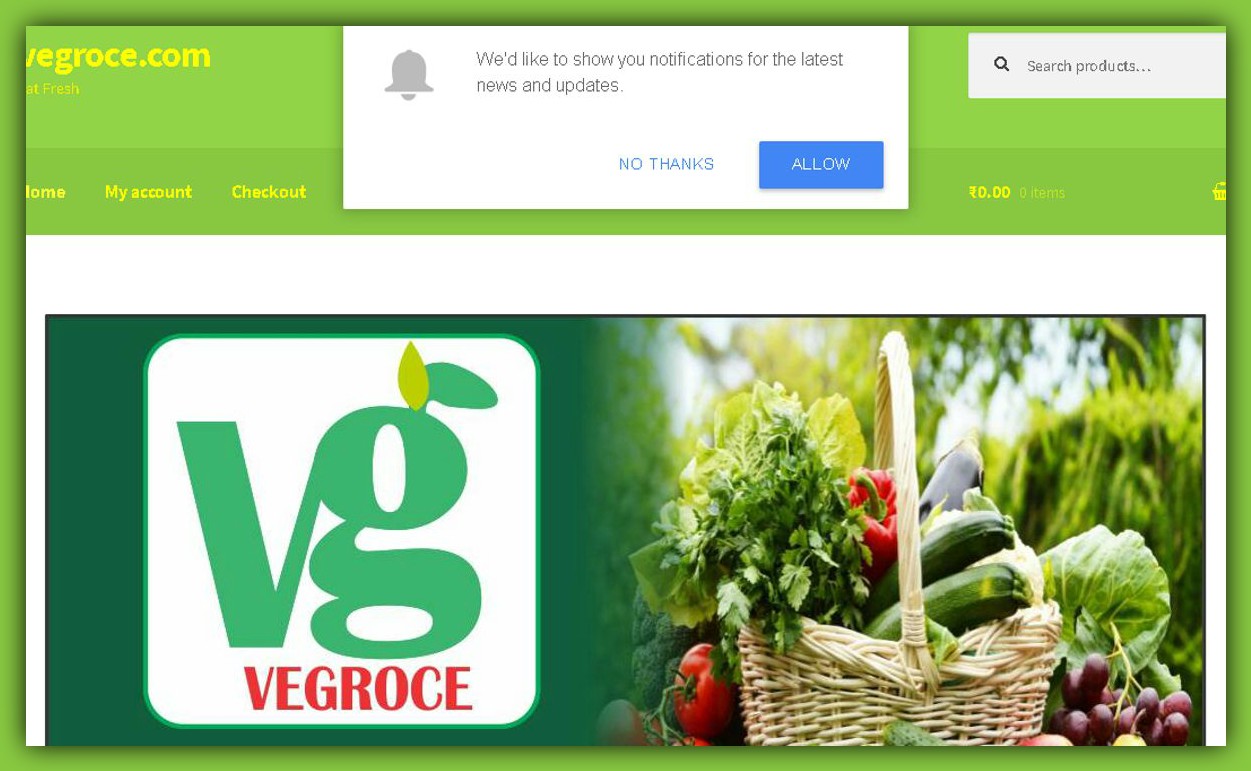 vegroce.com
at Fresh
We'd like to show you notifications for the latest
news and updates.
NO THANKS
ALLOW
Search products...
Home
My account
Checkout
₹0.00 0 items
vg
VEGROCE